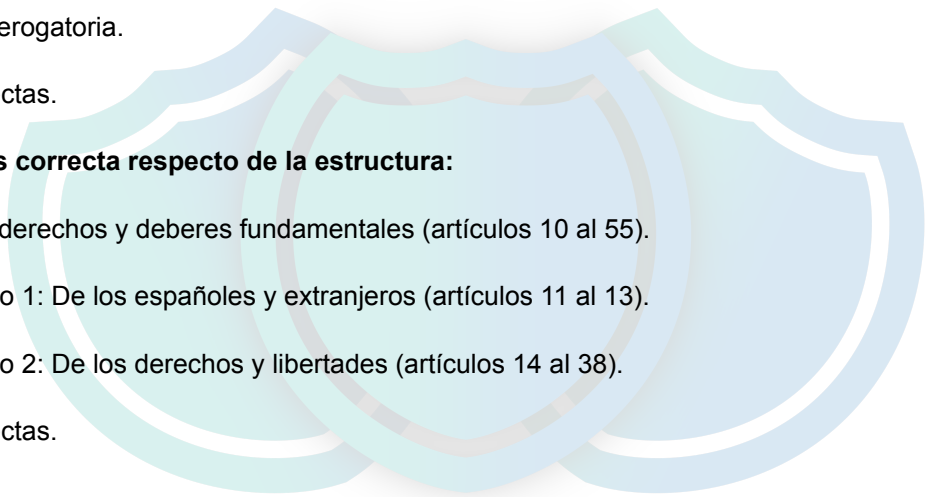 erogatoria.
ctas.
s correcta respecto de la estructura:
derechos y deberes fundamentales (artículos 10 al 55).
o 1: De los españoles y extranjeros (artículos 11 al 13).
o 2: De los derechos y libertades (artículos 14 al 38).
ctas.